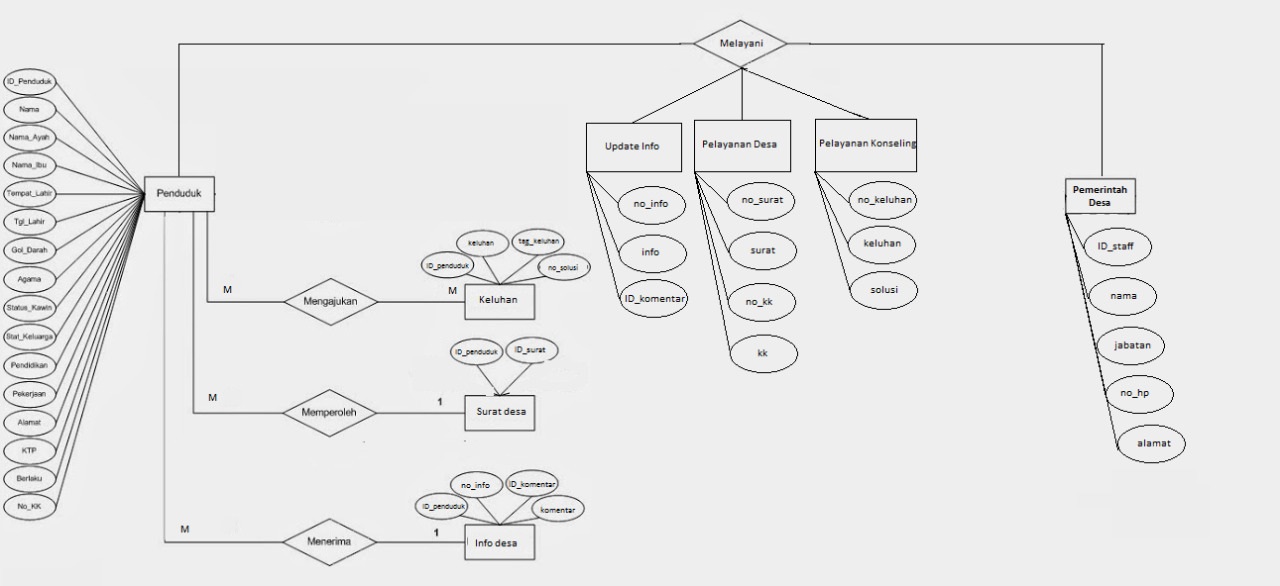 Melayani
ID_Penduduk
Nama
Nama_Ayah
Nama_Ibu
Tempat_Lahir
Tgl_Lahir
Gol_Darah
Agama
Status_Kawin
Stat_Keluarga
Pendidikan
Pekerjaan
Alamat
KTP
Berlaku
No_KK
Penduduk
M
Mengajukan
M
Keluhan
ID_penduduk
keluhan
tag_keluhan
no_solusi
M
Memperoleh
1
Surat desa
ID_penduduk
ID_surat
M
Menerima
1
Info desa
ID_penduduk
no_info
ID_komentar
komentar
Update Info
no_info
info
ID_komentar
Pelayanan Desa
no_surat
surat
no_kk
kk
Pelayanan Konseling
no_keluhan
keluhan
solusi
Pemerintah
Desa
ID_staff
nama
jabatan
no_hp
alamat